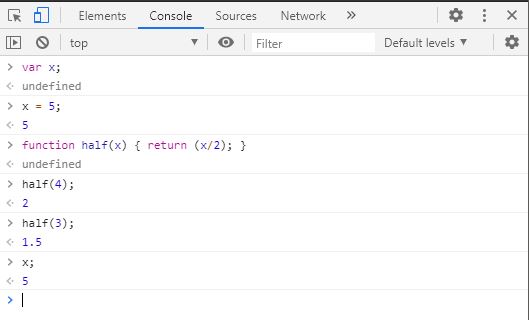 Elements Console Sources Network »
top Filter Default levels
> var x;
< undefined
> x = 5;
< 5
> function half(x) { return (x/2); }
< undefined
> half(4);
< 2
> half(3);
< 1.5
> x;
< 5
>